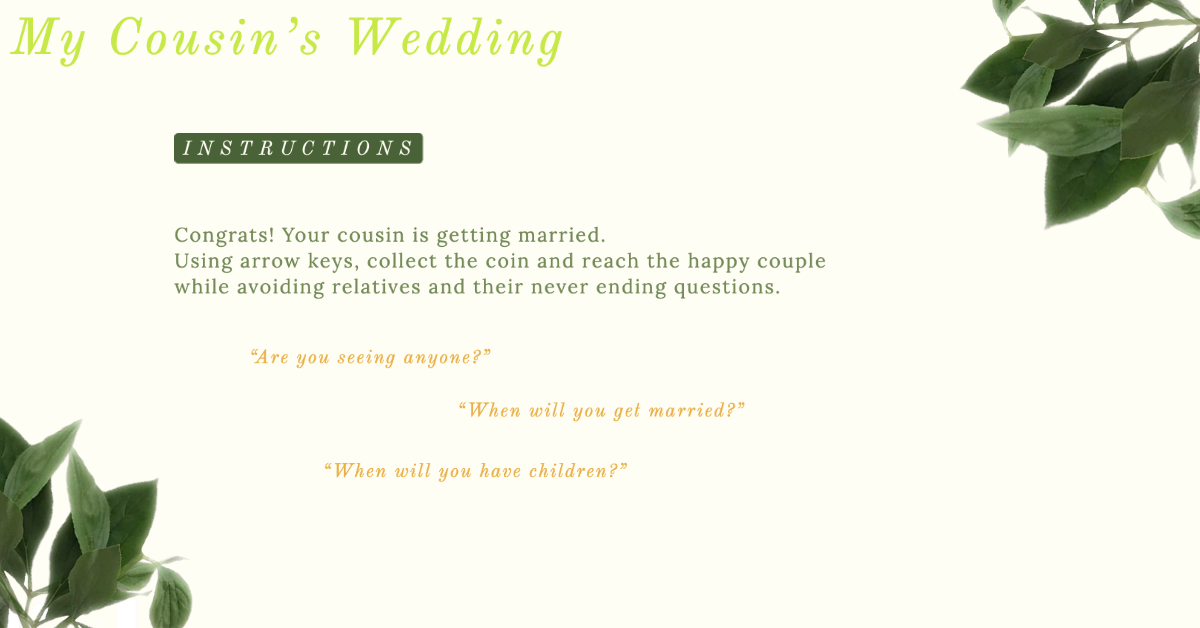 My Cousin’s Wedding
INSTRUCTIONS
Congrats! Your cousin is getting married.
Using arrow keys, collect the coin and reach the happy couple
while avoiding relatives and their never ending questions.
“Are you seeing anyone?”
“When will you get married?”
“When will you have children?”